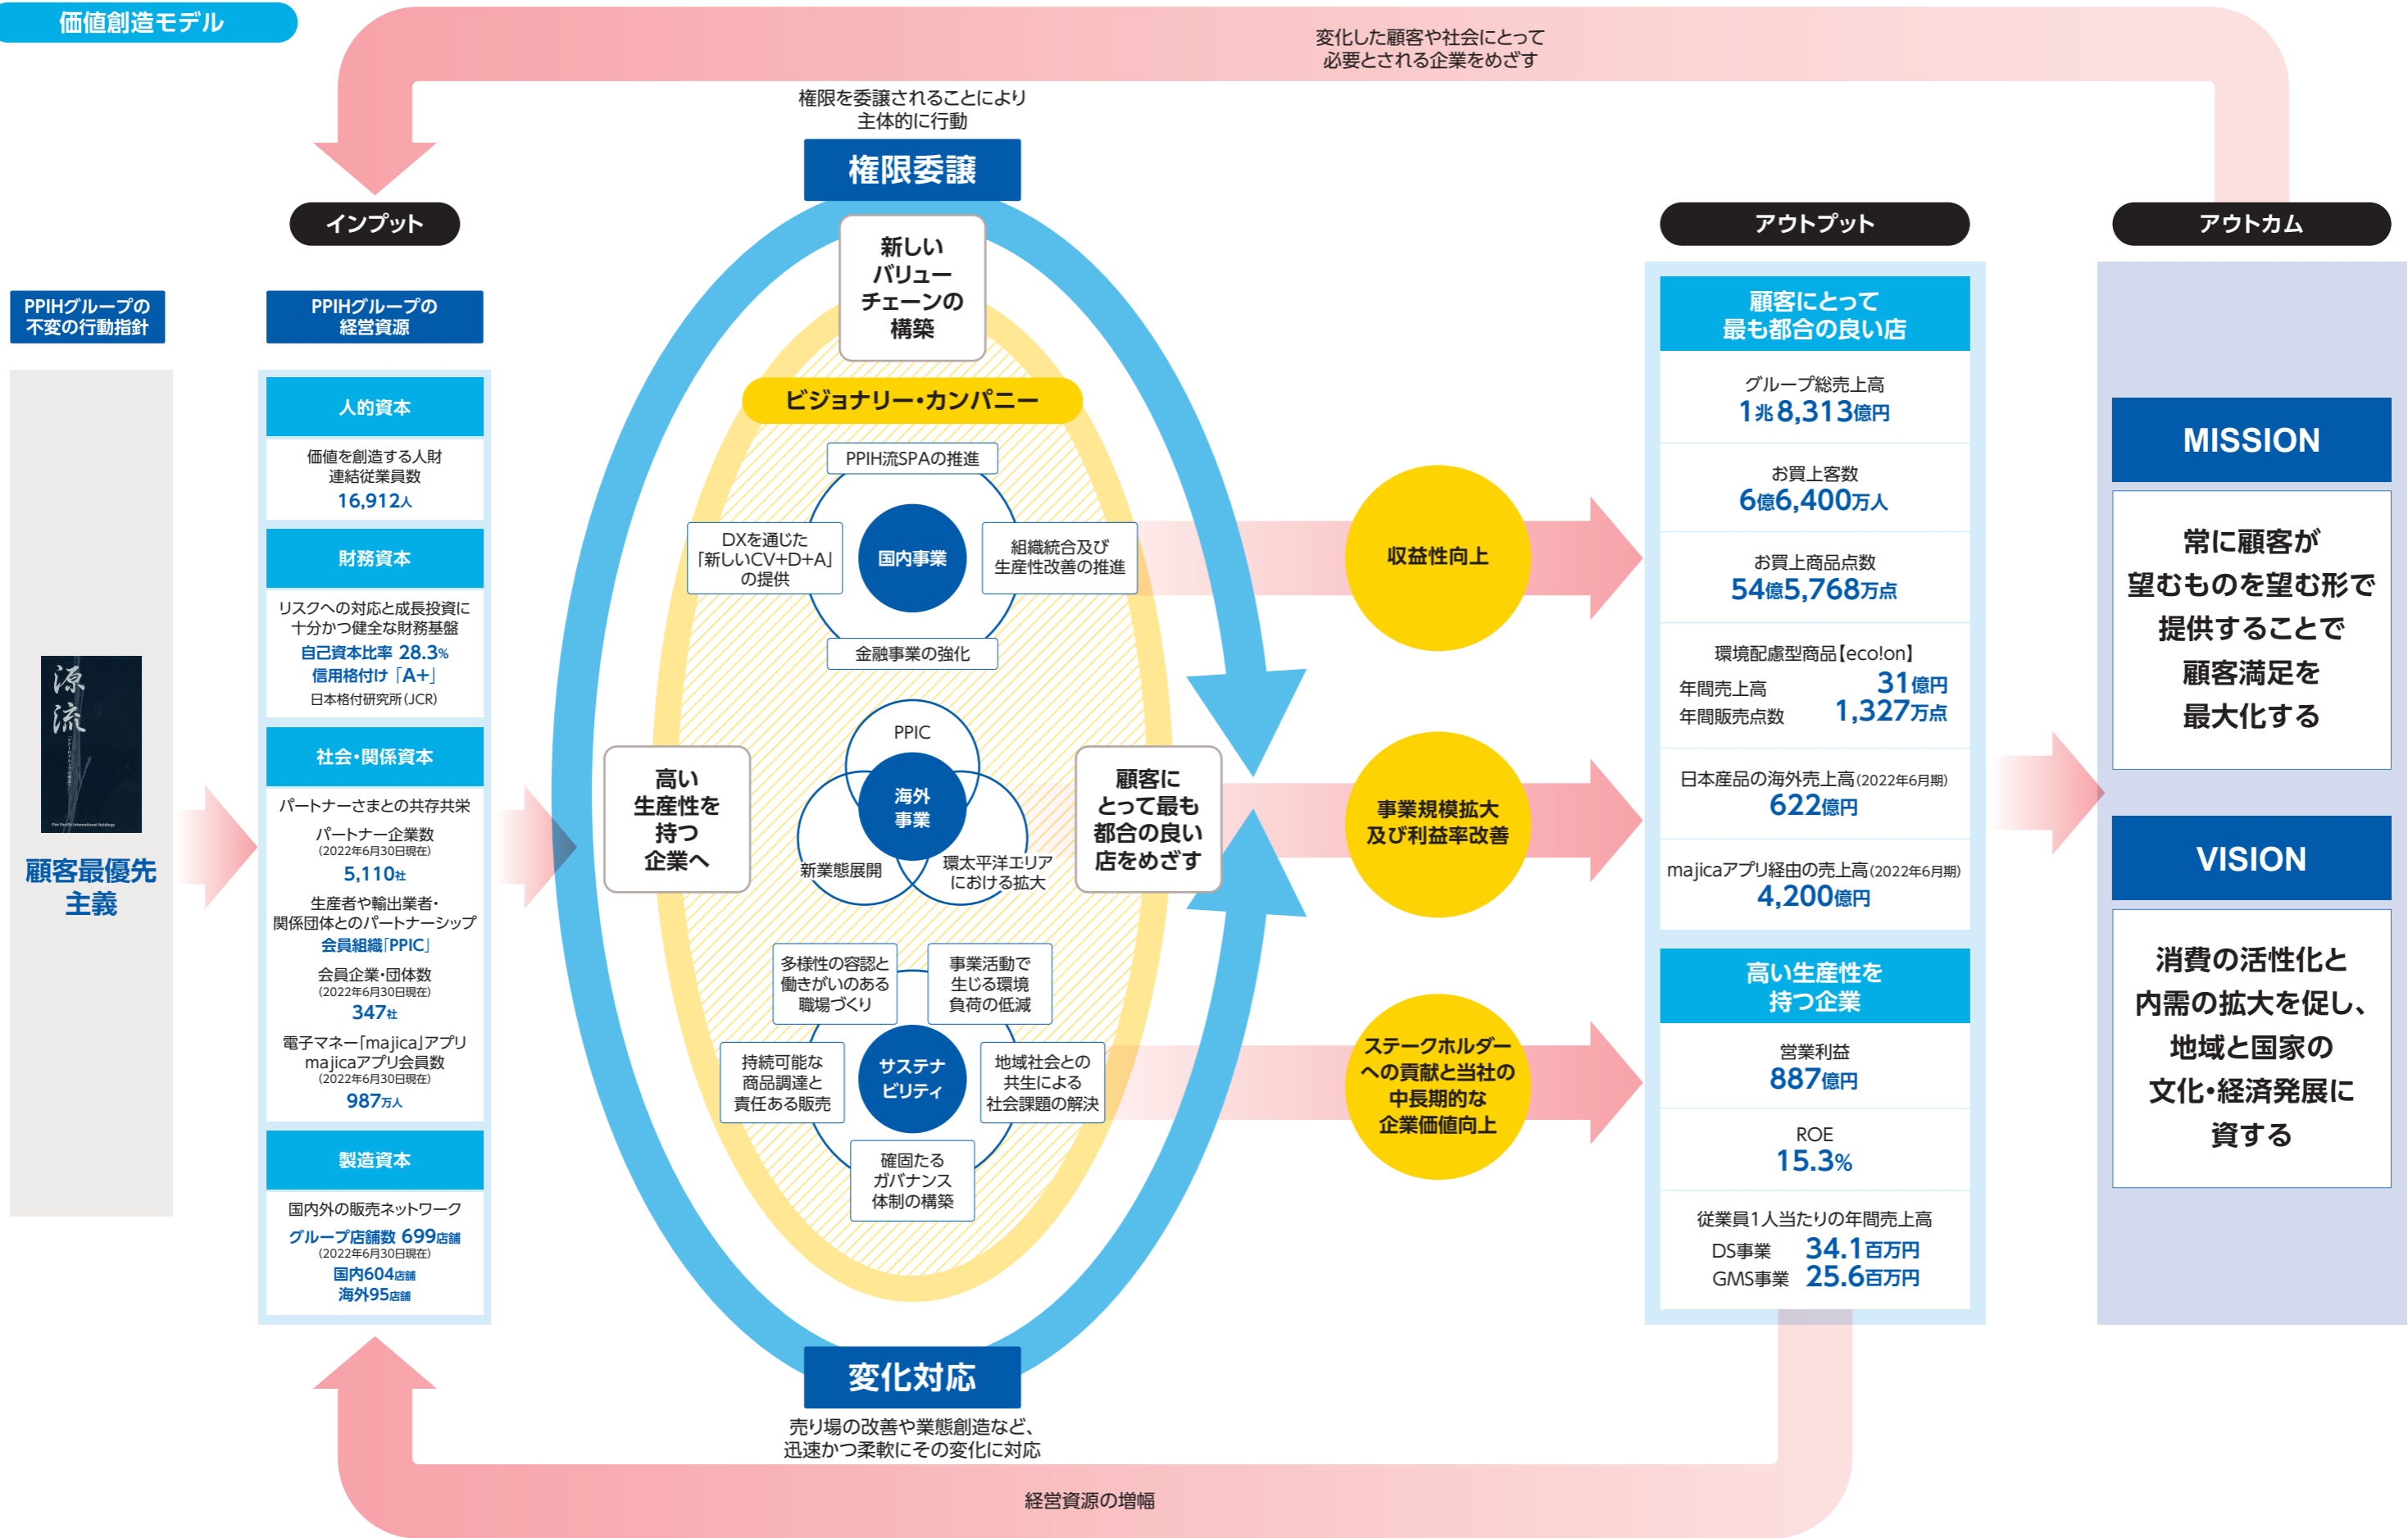 価値創造モデル
変化した顧客や社会にとって
必要とされる企業をめざす
権限を委譲されることにより
主体的に行動
権限委譲
インプット
アウトプット
アウトカム
PPIHグループの
不変の行動指針
源流
Pan Pacific International Holdings
顧客最優先
主義
PPIHグループの
経営資源
人的資本
価値を創造する人財
連結従業員数
16,912人
財務資本
リスクへの対応と成長投資に
十分かつ健全な財務基盤
自己資本比率 28.3%
信用格付け「A+」
日本格付研究所(JCR)
社会・関係資本
パートナーさまとの共存共栄
パートナー企業数
(2022年6月30日現在)
5,110社
生産者や輸出業者・
関係団体とのパートナーシップ
会員組織「PPIC」
会員企業・団体数
(2022年6月30日現在)
347社
電子マネー「majica」アプリ
majicaアプリ会員数
(2022年6月30日現在)
987万人
製造資本
国内外の販売ネットワーク
グループ店舗数 699店舗
(2022年6月30日現在)
国内604店舗
海外95店舗
新しい
バリュー
チェーンの
構築
ビジョナリー・カンパニー
PPIH流SPAの推進
DXを通じた
「新しいCV+D+A」
の提供
国内事業
組織統合及び
生産性改善の推進
金融事業の強化
高い
生産性を
持つ
企業へ
PPIC
海外
事業
新業態展開
環太平洋エリア
における拡大
顧客に
とって最も
都合の良い
店をめざす
多様性の容認と
働きがいのある
職場づくり
事業活動で
生じる環境
負荷の低減
持続可能な
商品調達と
責任ある販売
サステナ
ビリティ
地域社会との
共生による
社会課題の解決
確固たる
ガバナンス
体制の構築
変化対応
売り場の改善や業態創造など、
迅速かつ柔軟にその変化に対応
収益性向上
事業規模拡大
及び利益率改善
ステークホルダー
への貢献と当社の
中長期的な
企業価値向上
顧客にとって
最も都合の良い店
グループ総売上高
1兆8,313億円
お買上客数
6億6,400万人
お買上商品点数
54億5,768万点
環境配慮型商品【eco!on】
年間売上高 31億円
年間販売点数 1,327万点
日本産品の海外売上高(2022年6月期)
622億円
majicaアプリ経由の売上高(2022年6月期)
4,200億円
高い生産性を
持つ企業
営業利益
887億円
ROE
15.3%
従業員1人当たりの年間売上高
DS事業 34.1百万円
GMS事業 25.6百万円
MISSION
常に顧客が
望むものを望む形で
提供することで
顧客満足を
最大化する
VISION
消費の活性化と
内需の拡大を促し、
地域と国家の
文化・経済発展に
資する
経営資源の増幅